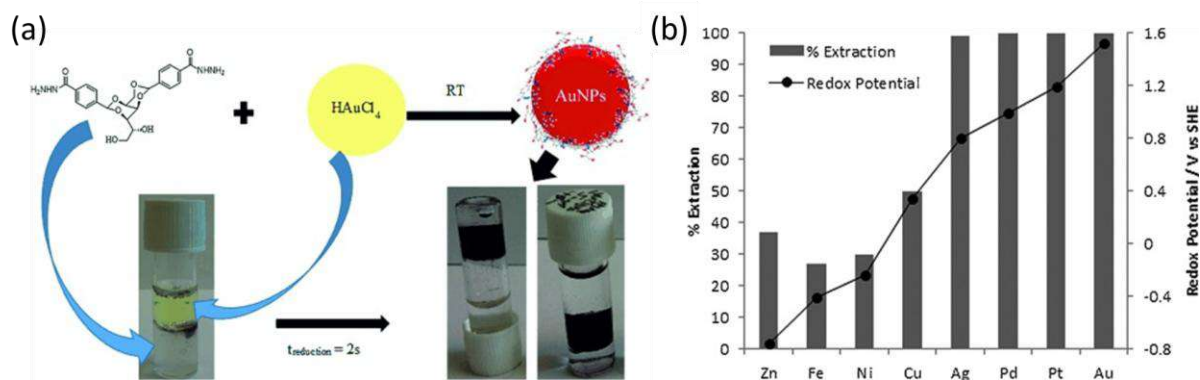 (a)
O
NHNH₂
O
H₂NHN
O
O
O
O
HO
OH
+
HAuCl₄
RT
AuNPs
t_reduction = 2s
(b)
% Extraction
Redox Potential
% Extraction
100
90
80
70
60
50
40
30
20
10
0
1.6
1.2
0.8
0.4
0
-0.4
-0.8
Redox Potential / V vs SHE
Zn Fe Ni Cu Ag Pd Pt Au